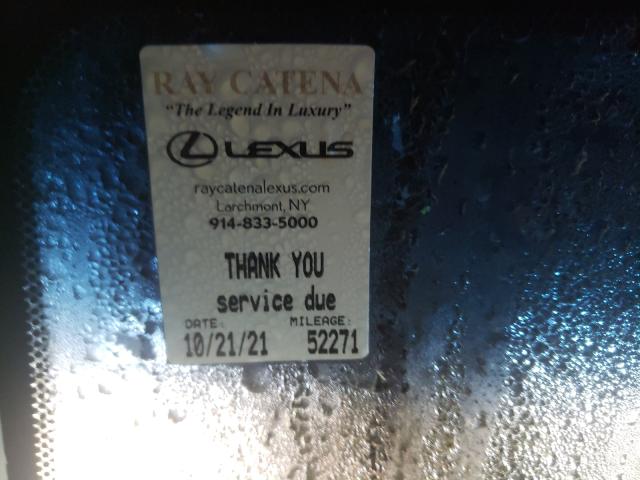 RAY CATENA
"The Legend In Luxury"
LEXUS
raycatenalexus.com
Larchmont, NY
914-833-5000
THANK YOU
service due
DATE: MILEAGE:
10/21/21 52271